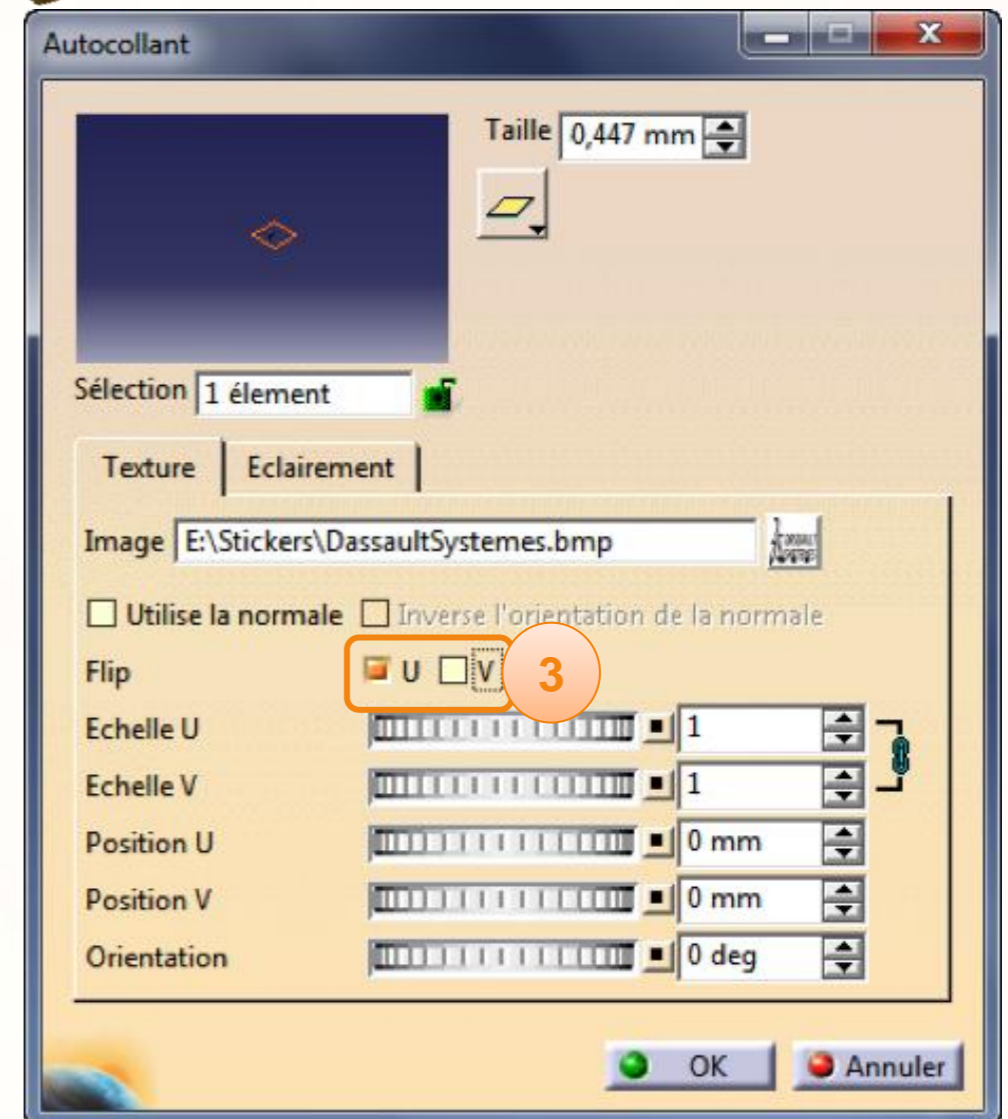 Autocollant
Taille 0,447 mm
Sélection 1 élement
Texture Eclairement
Image E:\Stickers\DassaultSystemes.bmp
Utilise la normale Inverse l'orientation de la normale
Flip U V 3
Echelle U 1
Echelle V 1
Position U 0 mm
Position V 0 mm
Orientation 0 deg
OK Annuler